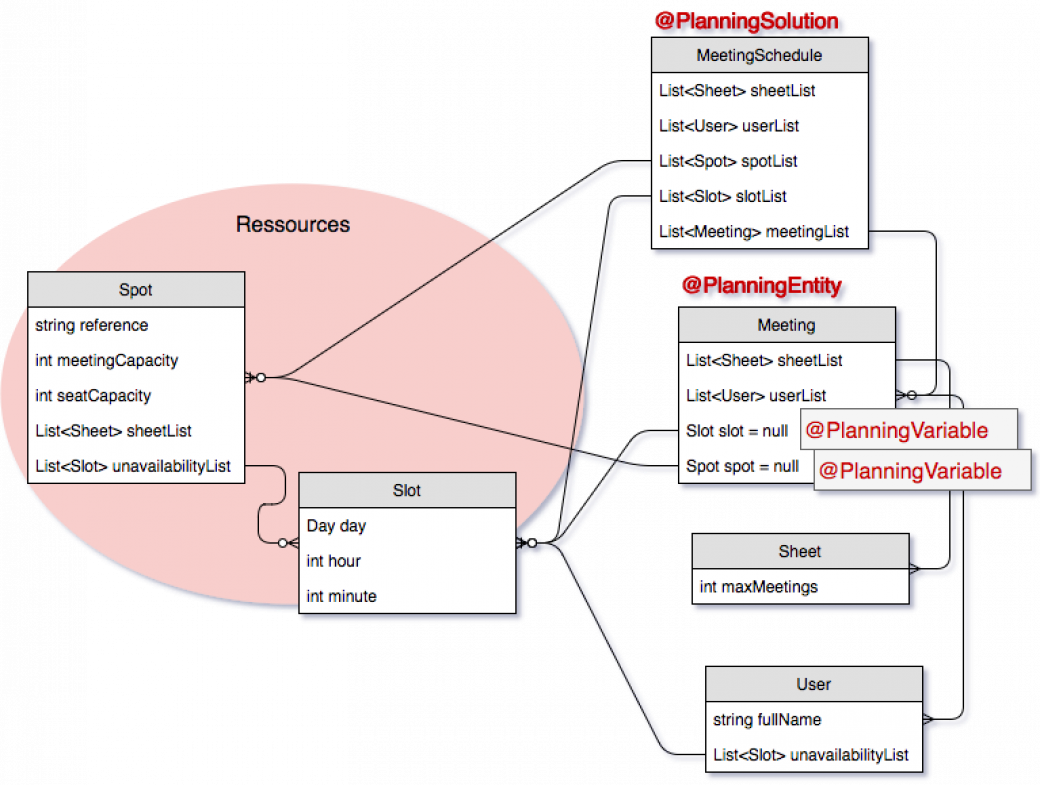 @PlanningSolution
MeetingSchedule
List<Sheet> sheetList
List<User> userList
List<Spot> spotList
List<Slot> slotList
List<Meeting> meetingList
Ressources
Spot
string reference
int meetingCapacity
int seatCapacity
List<Sheet> sheetList
List<Slot> unavailabilityList
Slot
Day day
int hour
int minute
@PlanningEntity
Meeting
List<Sheet> sheetList
List<User> userList
Slot slot = null
@PlanningVariable
Spot spot = null
@PlanningVariable
Sheet
int maxMeetings
User
string fullName
List<Slot> unavailabilityList